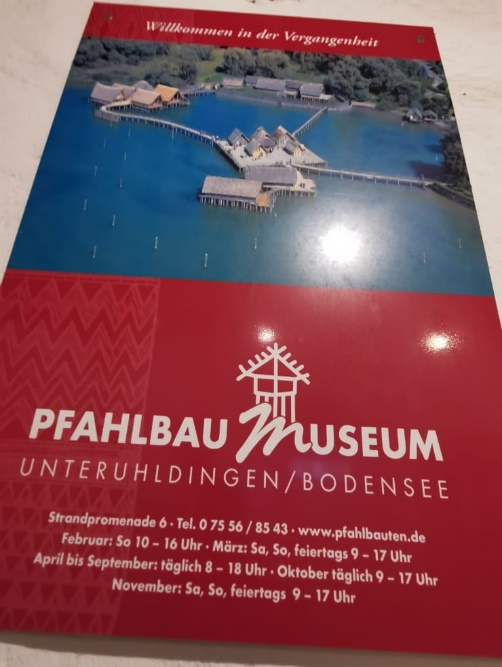 Willkommen in der Vergangenheit
PFAHLBAU MUSEUM
UNTERUHLDINGEN/BODENSEE
Strandpromenade 6 · Tel. 0 75 56 / 85 43 · www.pfahlbauten.de
Februar: So 10 – 16 Uhr · März: Sa, So, feiertags 9 – 17 Uhr
April bis September: täglich 8 – 18 Uhr · Oktober täglich 9 – 17 Uhr
November: Sa, So, feiertags 9 – 17 Uhr